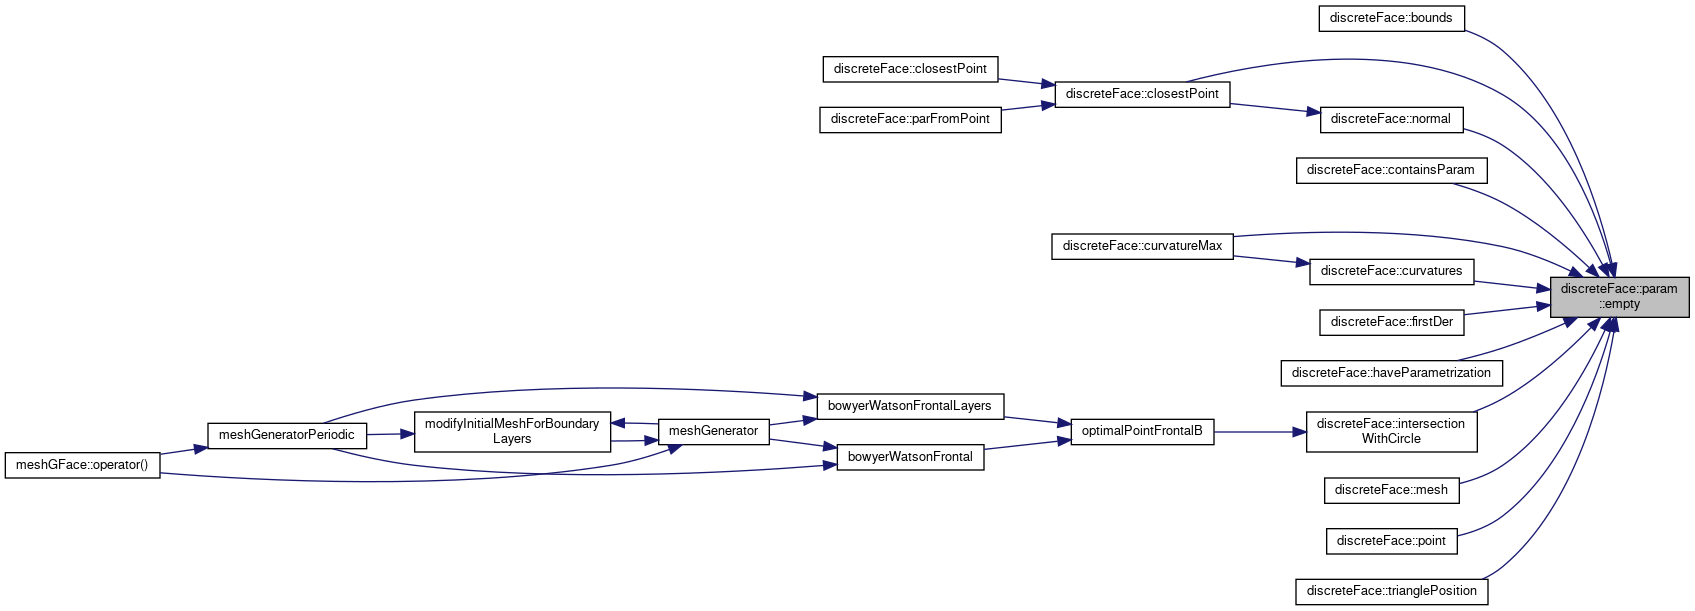 discreteFace::bounds
discreteFace::closestPoint
discreteFace::closestPoint
discreteFace::parFromPoint
discreteFace::normal
discreteFace::containsParam
discreteFace::curvatureMax
discreteFace::curvatures
discreteFace::param
::empty
discreteFace::firstDer
discreteFace::haveParametrization
bowyerWatsonFrontalLayers
meshGeneratorPeriodic
modifyInitialMeshForBoundary
Layers
meshGenerator
optimalPointFrontalB
discreteFace::intersection
WithCircle
meshGFace::operator()
bowyerWatsonFrontal
discreteFace::mesh
discreteFace::point
discreteFace::trianglePosition